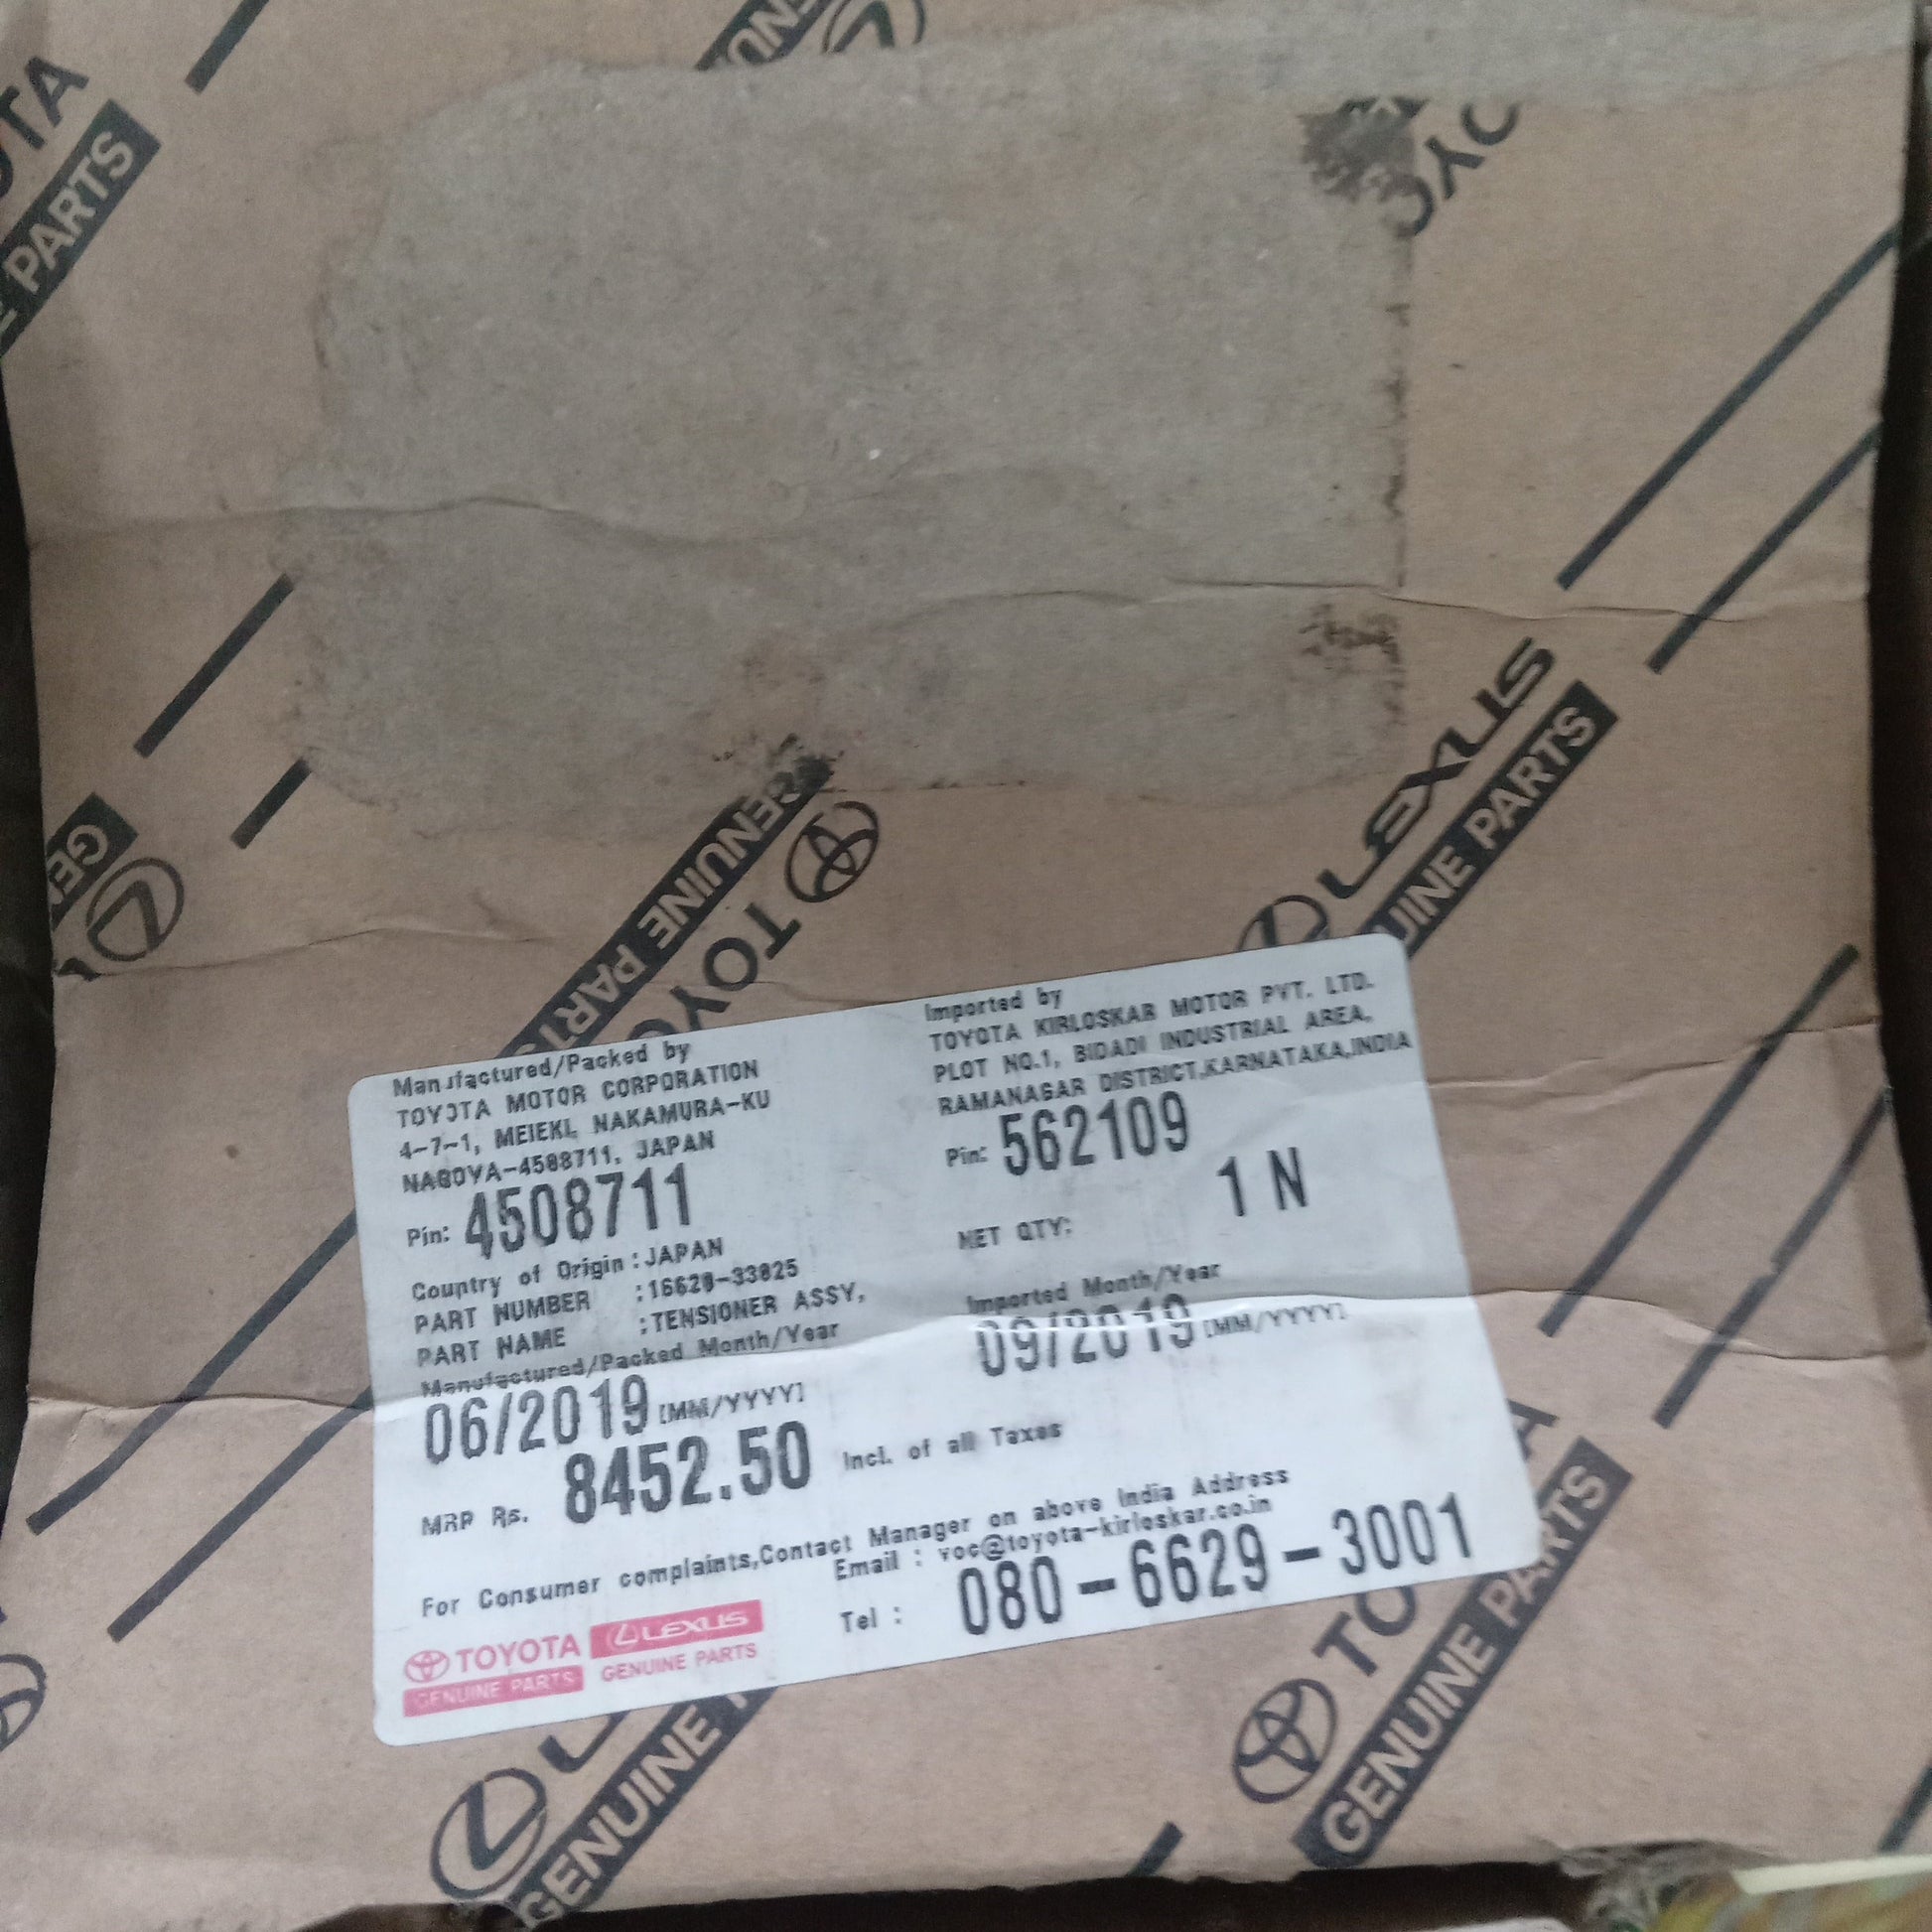 TOYOTA
GENUINE PARTS
LEXUS
GENUINE PARTS
Manufactured/Packed by
TOYOTA MOTOR CORPORATION
4-7-1, MEIEKI, NAKAMURA-KU
NAGOYA-4508711, JAPAN
Pin: 4508711
Country of Origin :JAPAN
PART NUMBER :16620-33025
PART NAME :TENSIONER ASSY,
Manufactured/Packed Month/Year
06/2019 [MM/YYYY]
MRP Rs. 8452.50 Incl. of all Taxes
Imported by
TOYOTA KIRLOSKAR MOTOR PVT. LTD.
PLOT NO.1, BIDADI INDUSTRIAL AREA,
RAMANAGAR DISTRICT,KARNATAKA,INDIA
Pin: 562109
NET QTY: 1 N
Imported Month/Year
09/2019 [MM/YYYY]
For Consumer complaints,Contact Manager on above India Address
Email : voc@toyota-kirloskar.co.in
Tel : 080-6629-3001
TOYOTA
GENUINE PARTS
LEXUS
GENUINE PARTS
GENUINE PARTS
GENUINE